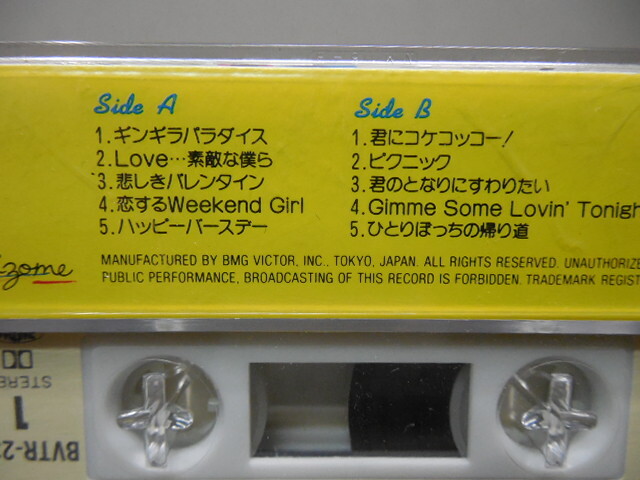 Side A
1.ギンギラパラダイス
2.Love…素敵な僕ら
3.悲しきバレンタイン
4.恋するWeekend Girl
5.ハッピーバースデー
Side B
1.君にコケコッコー!
2.ピクニック
3.君のとなりにすわりたい
4.Gimme Some Lovin' Tonigh
5.ひとりぼっちの帰り道
MANUFACTURED BY BMG VICTOR, INC., TOKYO, JAPAN. ALL RIGHTS RESERVED. UNAUTHORIZE
PUBLIC PERFORMANCE, BROADCASTING OF THIS RECORD IS FORBIDDEN. TRADEMARK REGIST
zome
STERE
1
BVTR-2